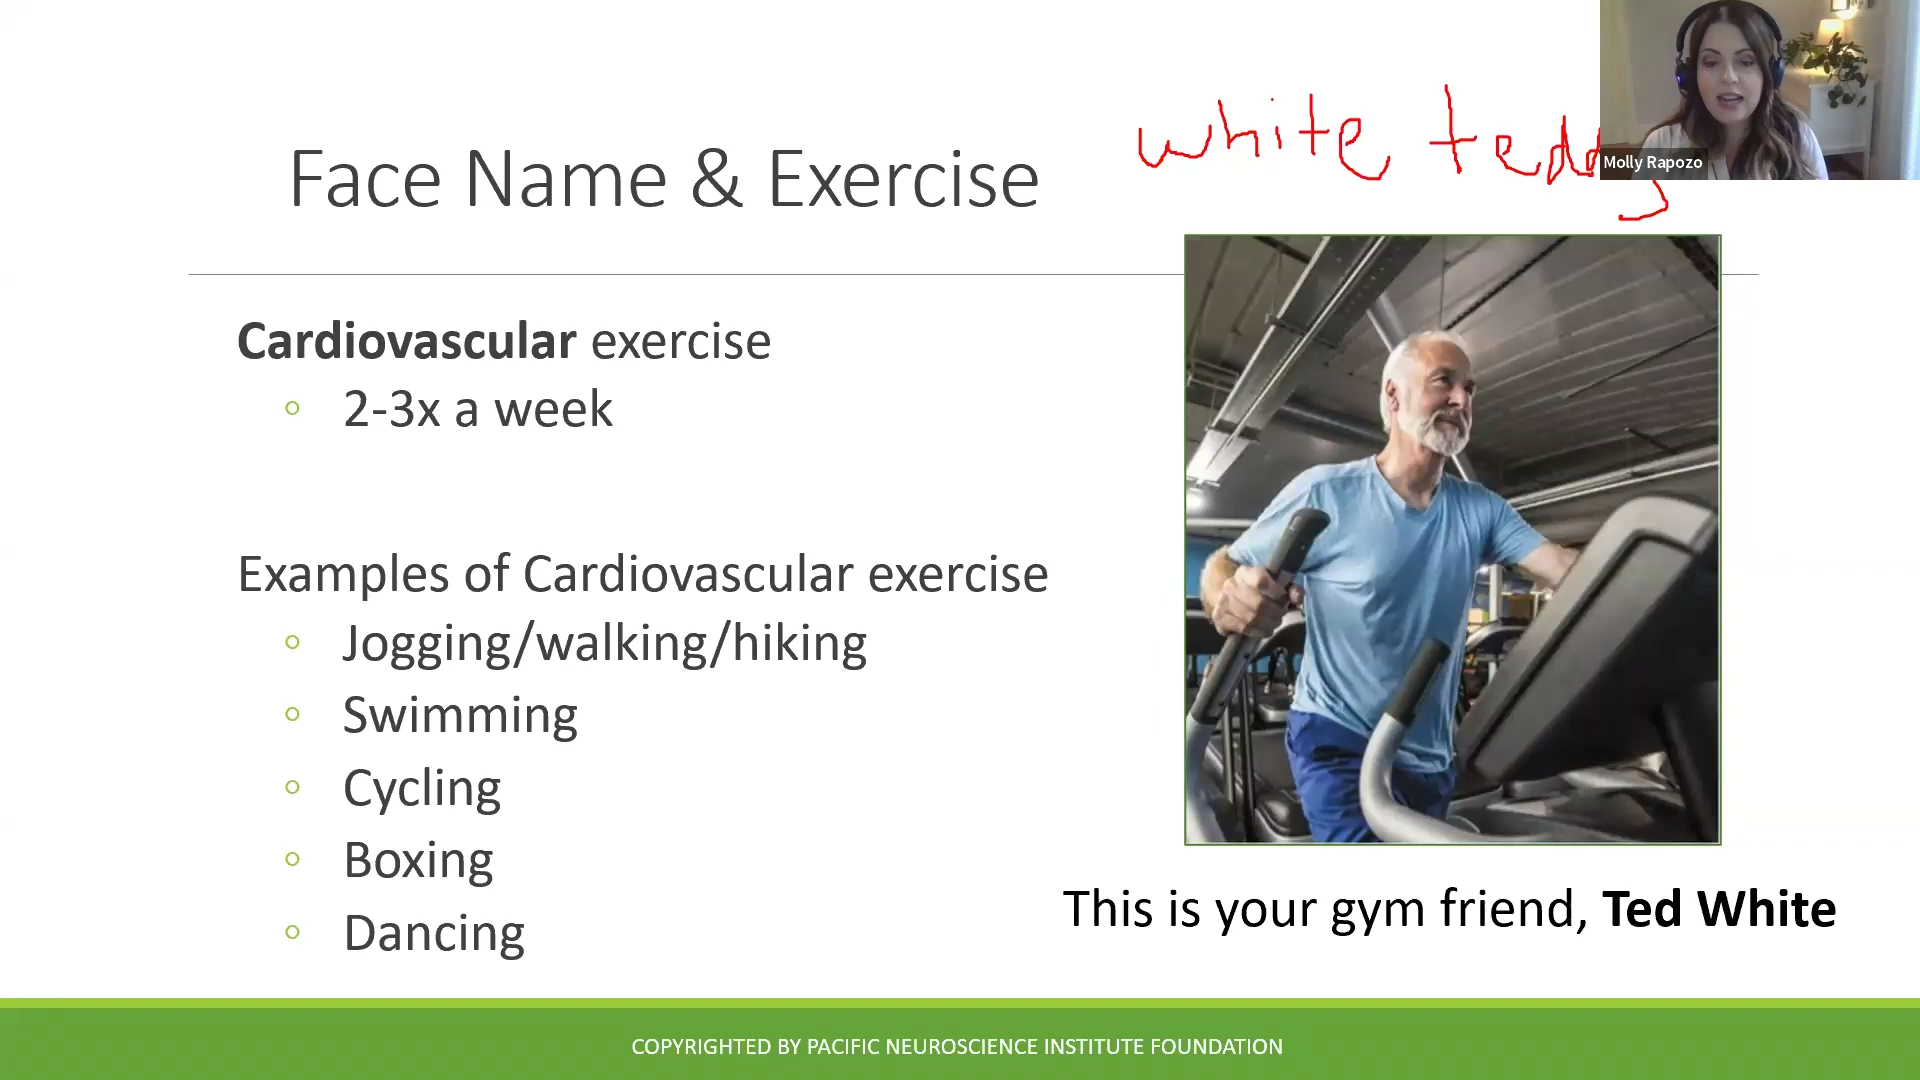 white teddy
Molly Rapozo
Face Name & Exercise
Cardiovascular exercise
2-3x a week
Examples of Cardiovascular exercise
Jogging/walking/hiking
Swimming
Cycling
Boxing
Dancing
This is your gym friend, Ted White
COPYRIGHTED BY PACIFIC NEUROSCIENCE INSTITUTE FOUNDATION